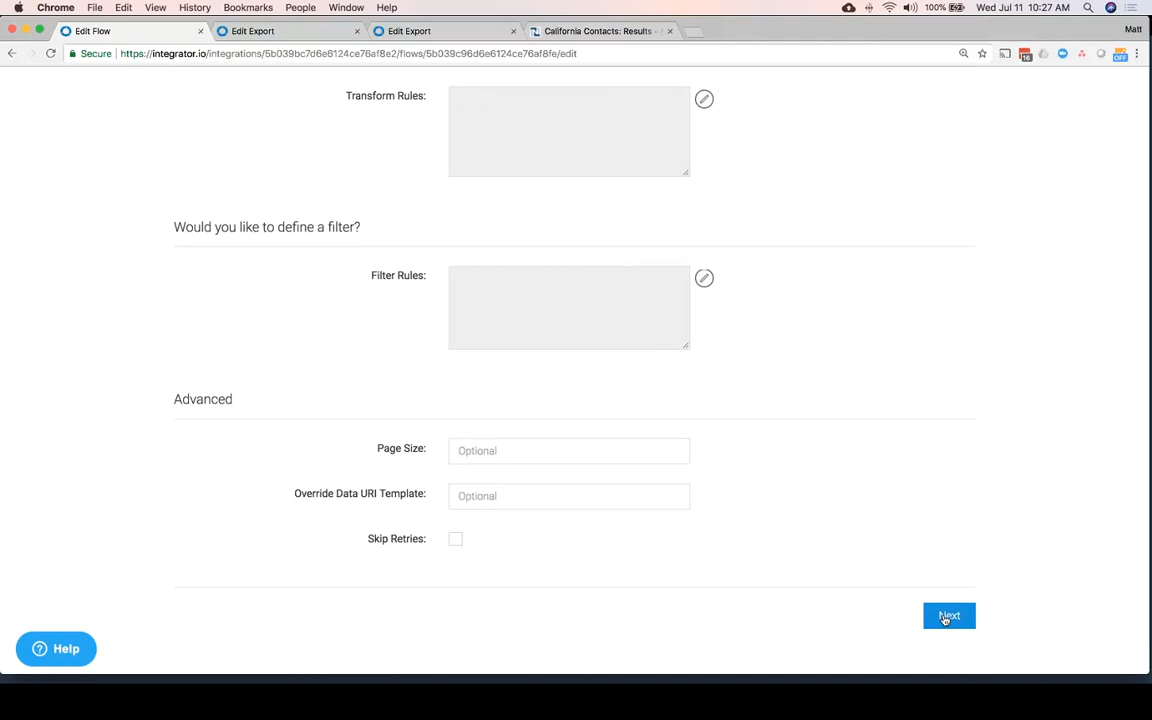 Chrome File Edit View History Bookmarks People Window Help 100% Wed Jul 11 10:27 AM
Edit Flow × Edit Export × Edit Export × California Contacts: Results – × Matt
Secure https://integrator.io/integrations/5b039bc7d6e6124ce76af8e2/flows/5b039c96d6e6124ce76af8fe/edit 16 OFF
Transform Rules:
Would you like to define a filter?
Filter Rules:
Advanced
Page Size: Optional
Override Data URI Template: Optional
Skip Retries:
Next
? Help